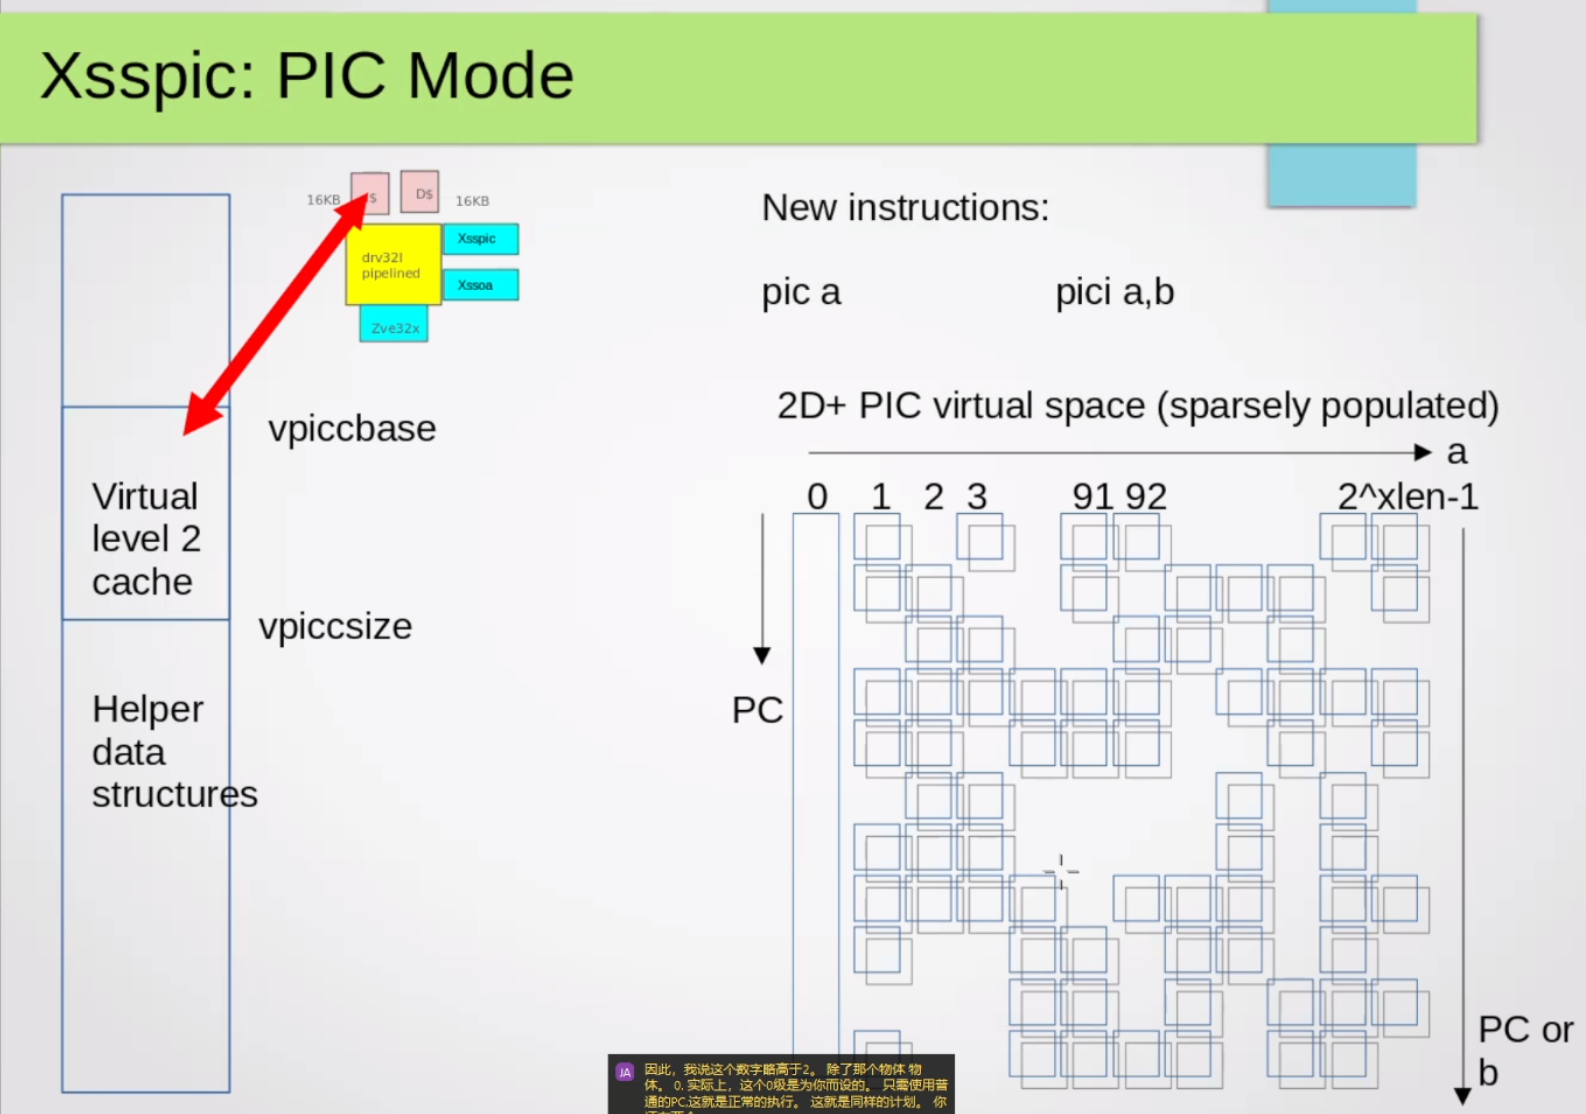 Xsspic: PIC Mode
16KB
D$
16KB
drv32l
pipelined
Xsspic
Xssoa
Zve32x
vpiccbase
Virtual
level 2
cache
vpiccsize
Helper
data
structures
New instructions:
pic a
pici a,b
2D+ PIC virtual space (sparsely populated)
a
0 1 2 3 91 92 2^xlen-1
PC
PC or
b
JA
因此，我说这个数字略高于2。 除了那个物体 物
体。 0. 实际上，这个0级是为你而设的。 只需使用普
通的PC.这就是正常的执行。 这就是同样的计划。 你